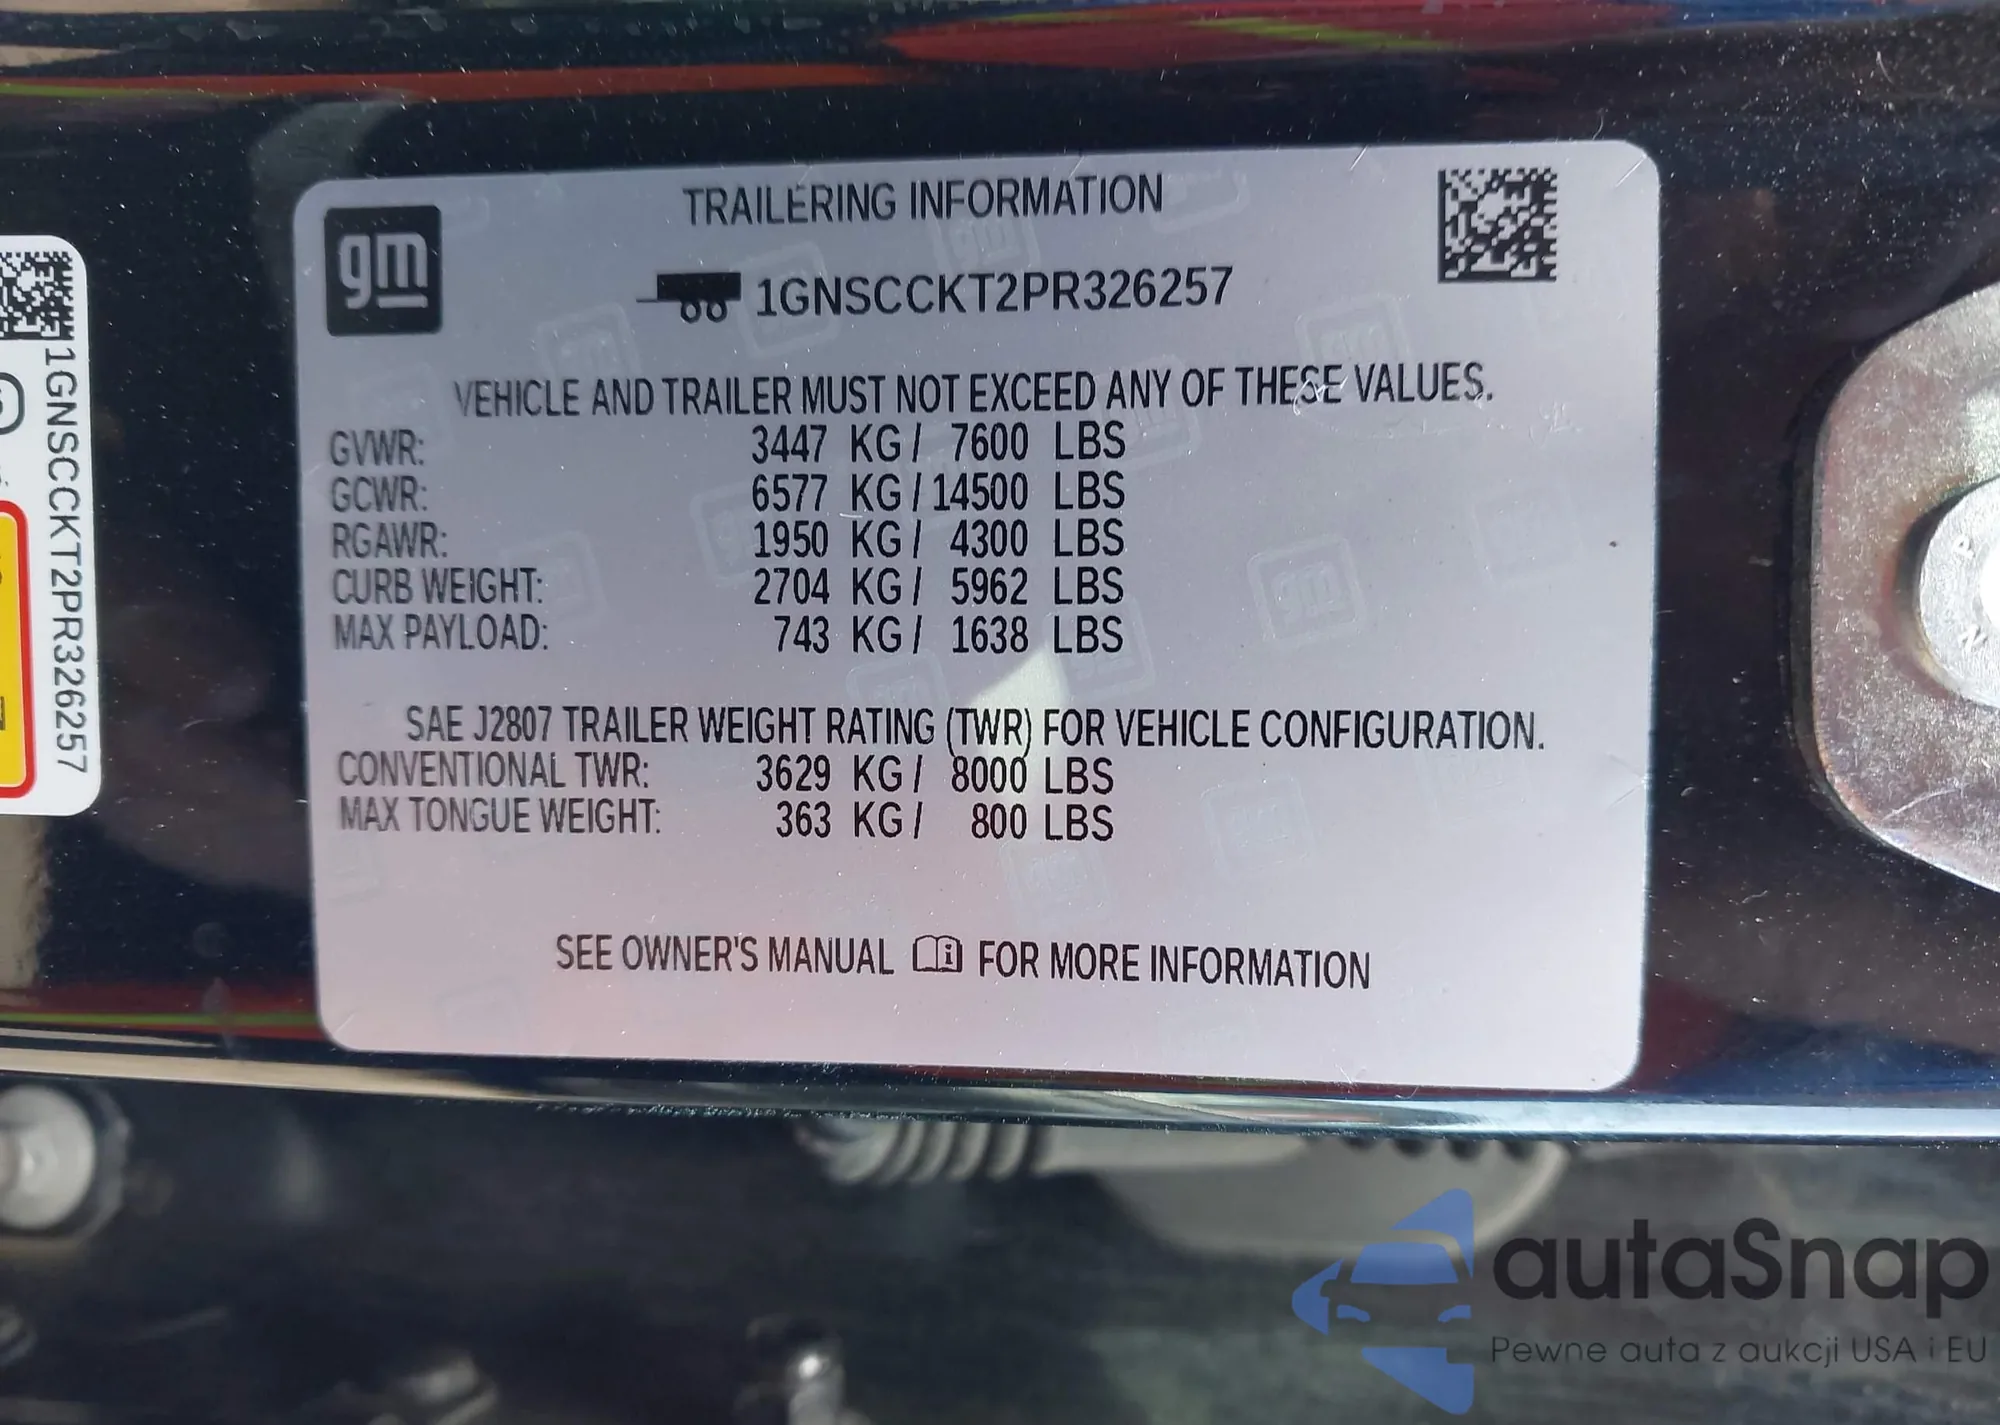 gm
TRAILERING INFORMATION
1GNSCCKT2PR326257
VEHICLE AND TRAILER MUST NOT EXCEED ANY OF THESE VALUES.
GVWR: 3447 KG/ 7600 LBS
GCWR: 6577 KG/ 14500 LBS
RGAWR: 1950 KG/ 4300 LBS
CURB WEIGHT: 2704 KG/ 5962 LBS
MAX PAYLOAD: 743 KG/ 1638 LBS
SAE J2807 TRAILER WEIGHT RATING (TWR) FOR VEHICLE CONFIGURATION.
CONVENTIONAL TWR: 3629 KG/ 8000 LBS
MAX TONGUE WEIGHT: 363 KG/ 800 LBS
SEE OWNER'S MANUAL FOR MORE INFORMATION
1GNSCCKT2PR326257
autaSnap
Pewne auta z aukcji USA i EU